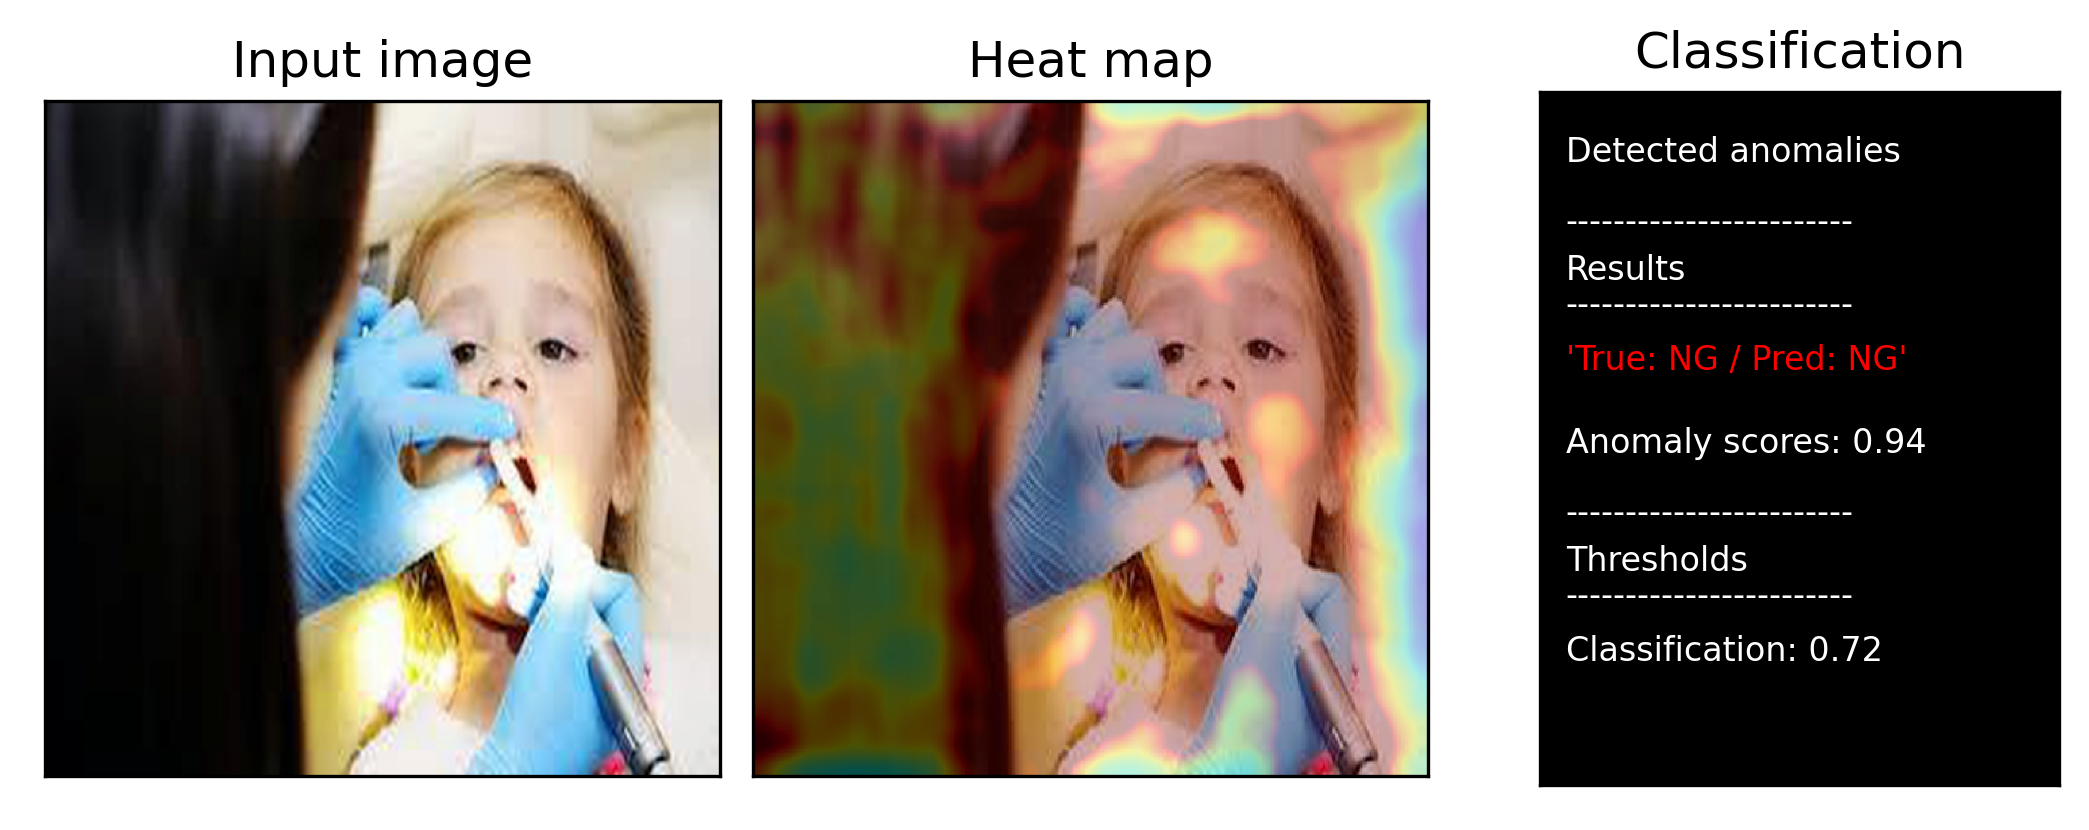 Input image
Heat map
Classification
Detected anomalies
------------------------
Results
------------------------
'True: NG / Pred: NG'
Anomaly scores: 0.94
------------------------
Thresholds
------------------------
Classification: 0.72